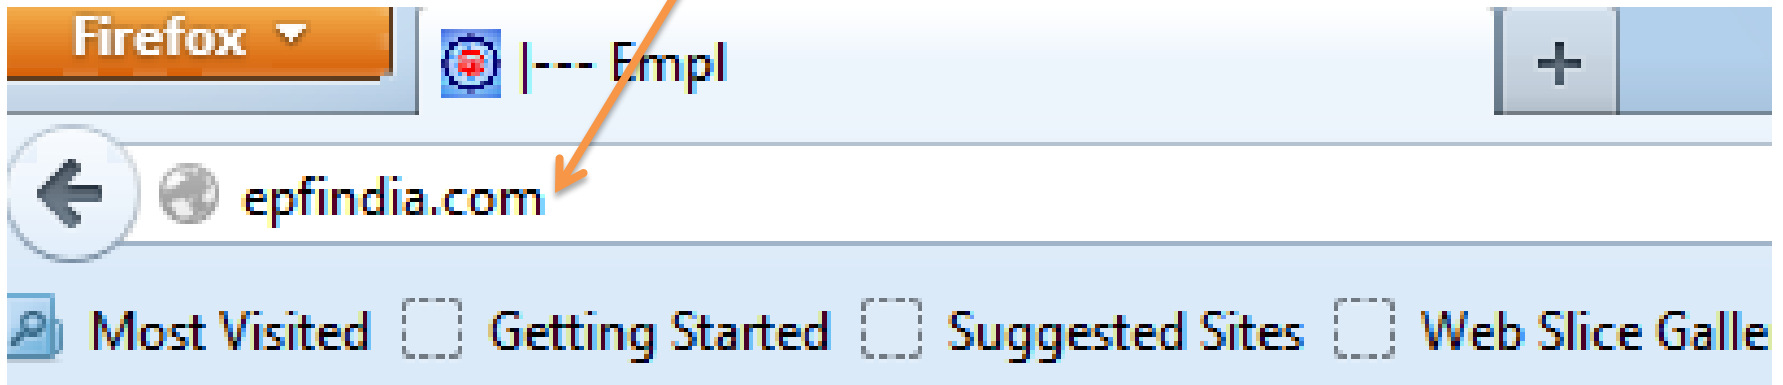 Firefox
|--- Empl
epfindia.com
Most Visited Getting Started Suggested Sites Web Slice Galle